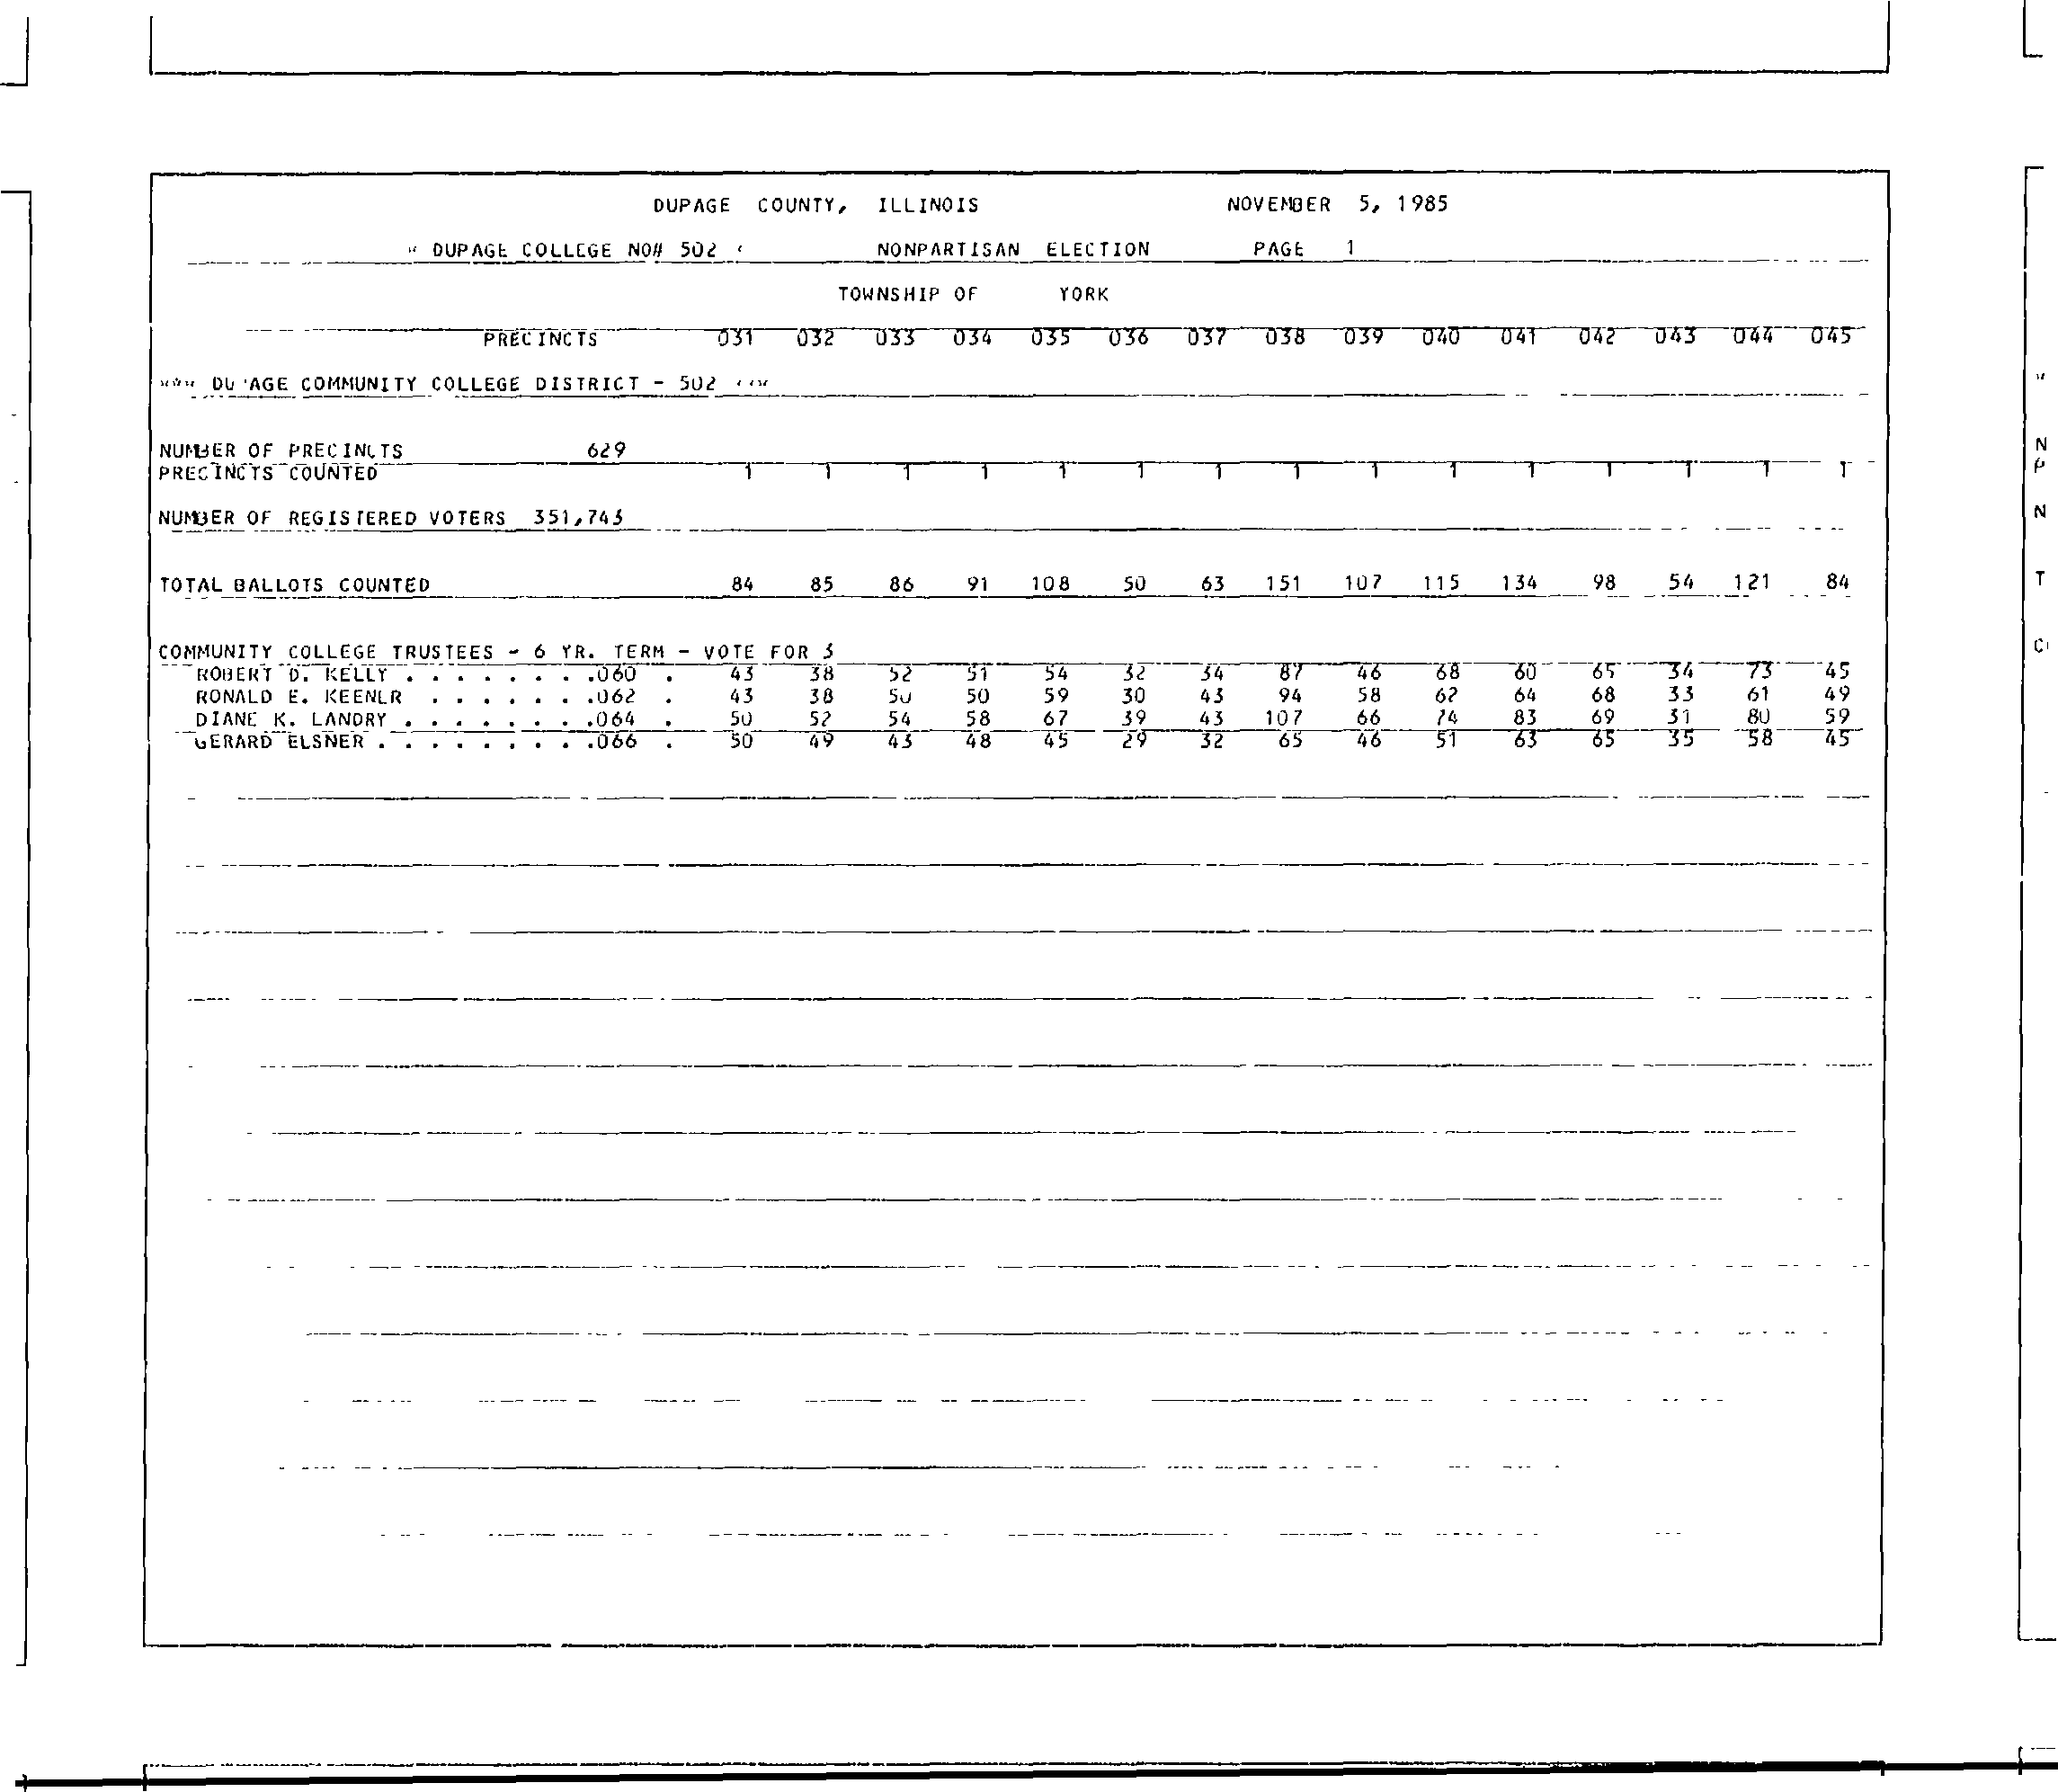 DUPAGE COUNTY, ILLINOIS NOVEMBER 5, 1985
* DUPAGE COLLEGE NO# 502 * NONPARTISAN ELECTION PAGE 1
TOWNSHIP OF YORK
PRECINCTS 031 032 033 034 035 036 037 038 039 040 041 042 043 044 045
COMMUNITY COLLEGE DISTRICT - 502
NUMBER OF PRECINCTS 629
PRECINCTS COUNTED 1 1 1 1 1 1 1 1 1 1 1 1 1 1 1
NUMBER OF REGISTERED VOTERS 351,743
TOTAL BALLOTS COUNTED 84 85 86 91 108 50 63 151 107 115 134 98 54 121 84
COMMUNITY COLLEGE TRUSTEES - 6 YR. TERM - VOTE FOR 3
ROBERT D. KELLY . . . . . . . .060 . 43 38 52 51 54 32 34 87 46 68 60 65 34 73 45
RONALD E. KEENER . . . . . . .062 . 43 38 50 50 59 30 43 94 58 62 64 68 33 61 49
DIANE K. LANDRY . . . . . . . .064 . 50 52 54 58 67 39 43 107 66 74 83 69 31 80 59
GERARD ELSNER . . . . . . . . .066 . 50 49 43 48 45 29 32 65 46 51 63 65 35 58 45